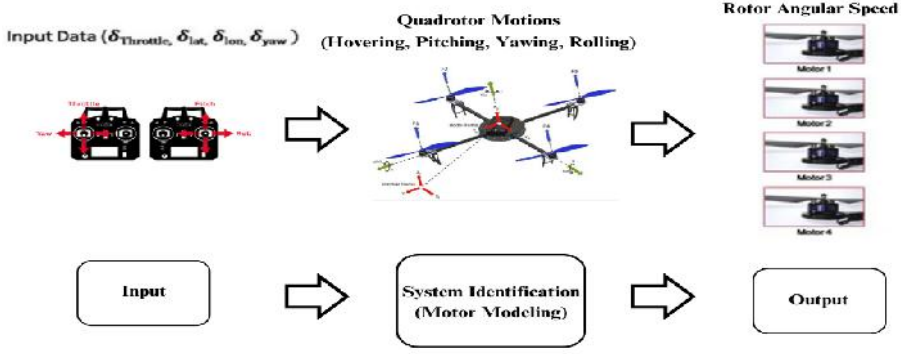 Input Data (δThrottle, δlat, δlon, δyaw )
Quadrotor Motions
(Hovering, Pitching, Yawing, Rolling)
Rotor Angular Speed
Throttle
Pitch
Yaw
Motor 1
Motor 2
Motor 3
Motor 4
Input
System Identification
(Motor Modeling)
Output